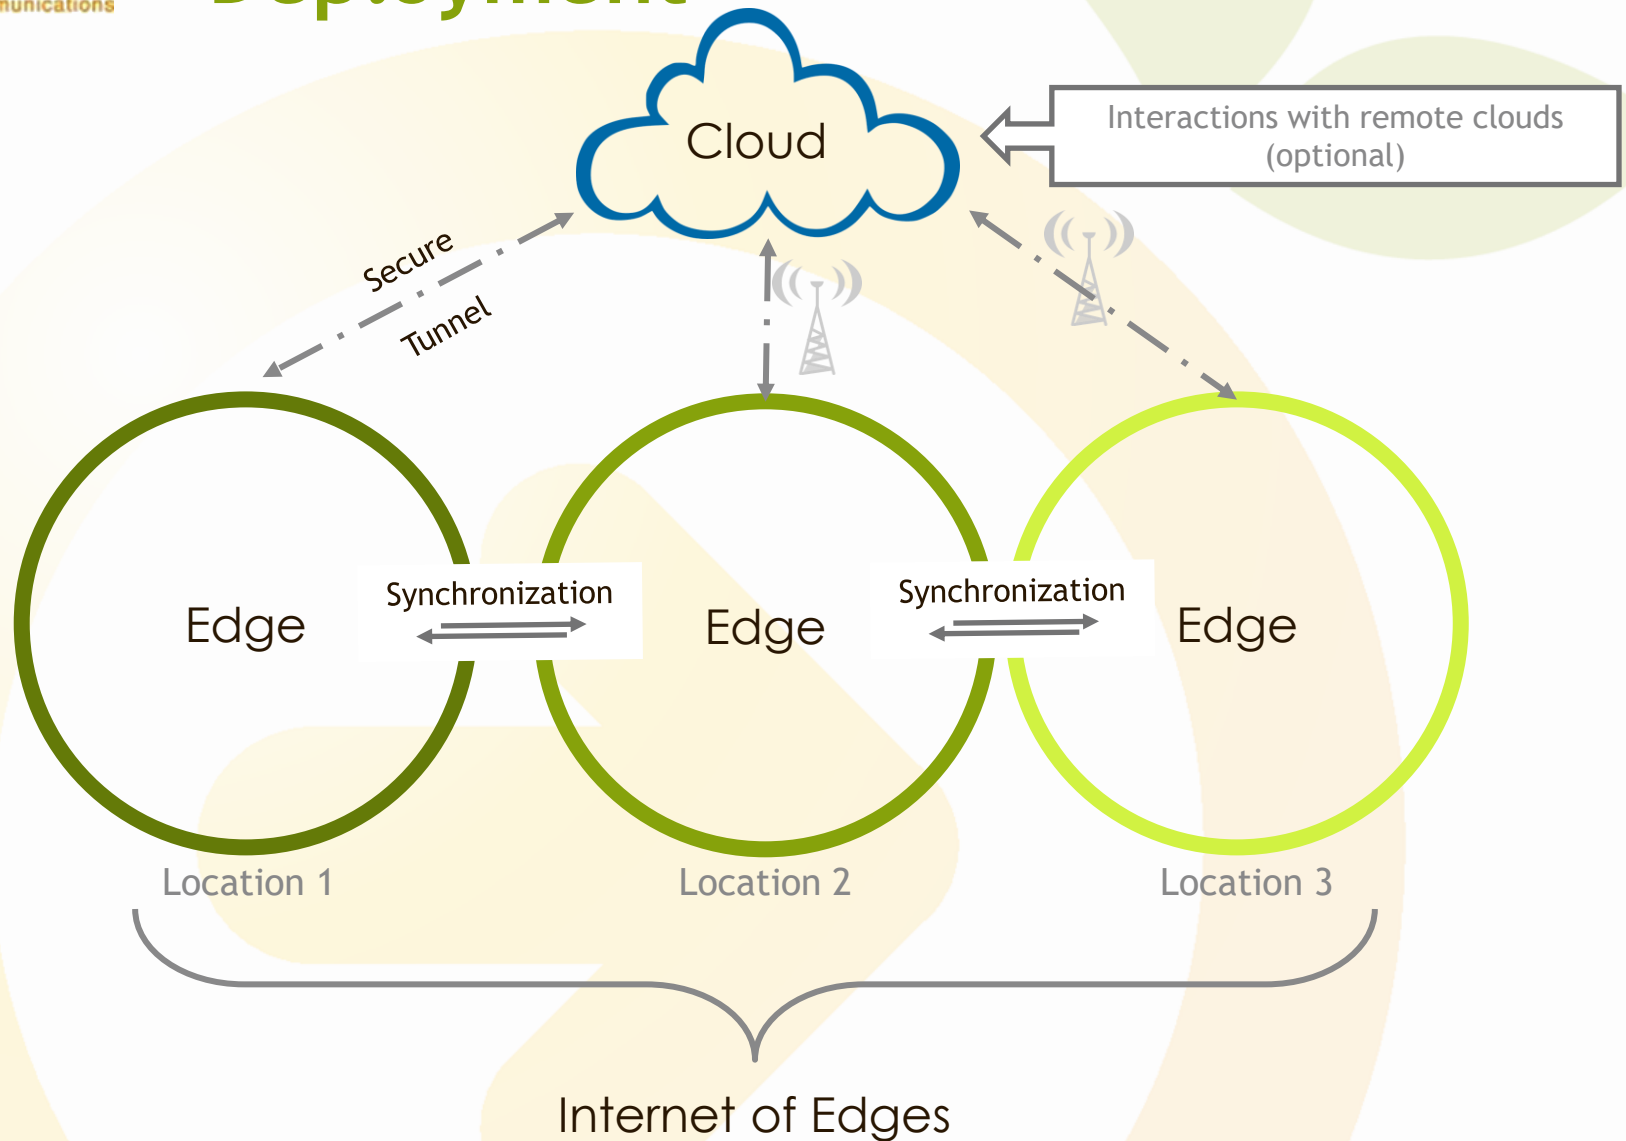 Deployment
Cloud
Interactions with remote clouds
(optional)
Secure
Tunnel
Synchronization
Synchronization
Edge
Edge
Edge
Location 1
Location 2
Location 3
Internet of Edges